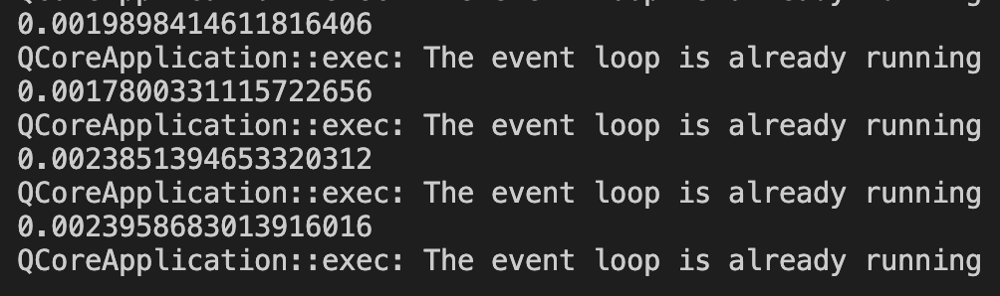 0.0019898414611816406
QCoreApplication::exec: The event loop is already running
0.0017800331115722656
QCoreApplication::exec: The event loop is already running
0.0023851394653320312
QCoreApplication::exec: The event loop is already running
0.0023958683013916016
QCoreApplication::exec: The event loop is already running